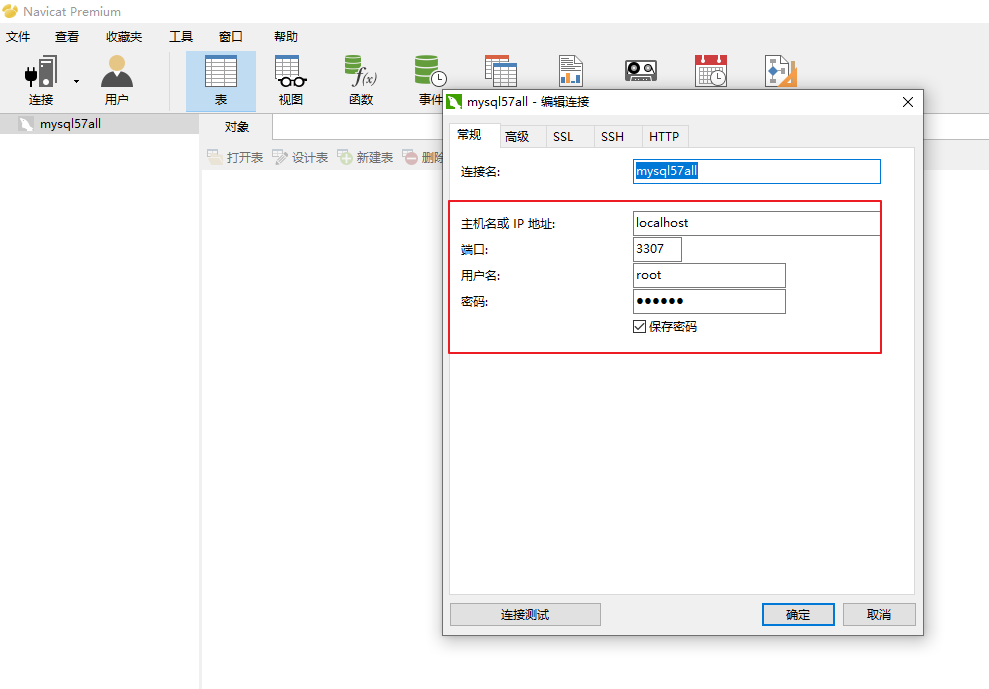 Navicat Premium
文件 查看 收藏夹 工具 窗口 帮助
f(x)
连接 用户 表 视图 函数 事件
mysql57all 对象
打开表 设计表 新建表 删除
mysql57all - 编辑连接
常规 高级 SSL SSH HTTP
连接名: mysql57all
主机名或 IP 地址: localhost
端口: 3307
用户名: root
密码: ●●●●●●
保存密码
连接测试 确定 取消